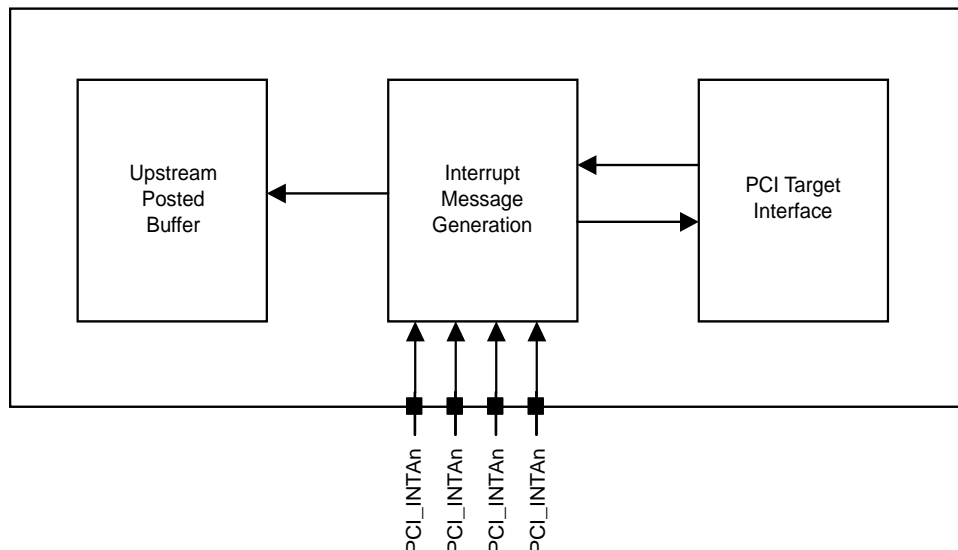 Upstream
Posted
Buffer
Interrupt
Message
Generation
PCI Target
Interface
PCI_INTAn
PCI_INTAn
PCI_INTAn
PCI_INTAn